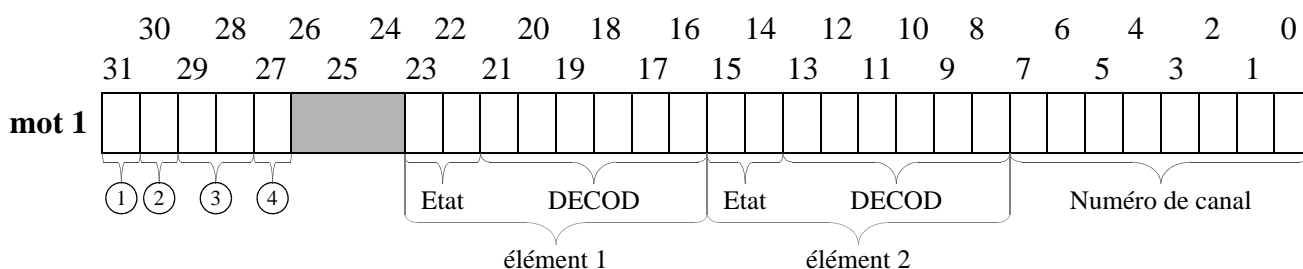 30 28 26 24 22 20 18 16 14 12 10 8 6 4 2 0
31 29 27 25 23 21 19 17 15 13 11 9 7 5 3 1
mot 1
1 2 3 4 Etat DECOD Etat DECOD Numéro de canal
élément 1 élément 2